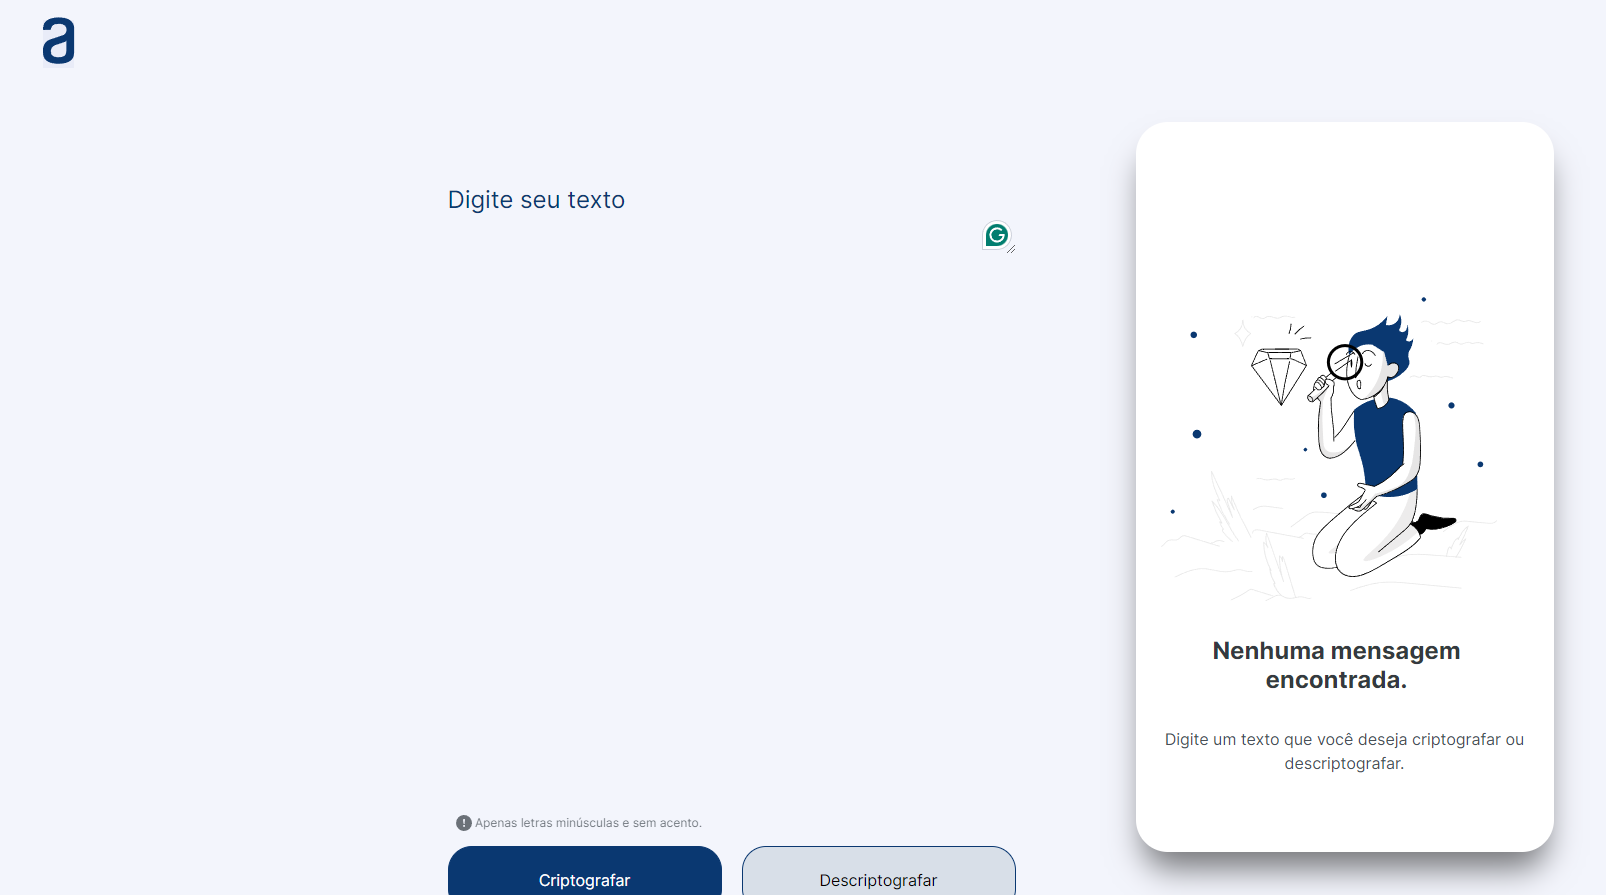 a
Digite seu texto
Nenhuma mensagem
encontrada.
Digite um texto que você deseja criptografar ou
descriptografar.
! Apenas letras minúsculas e sem acento.
Criptografar
Descriptografar